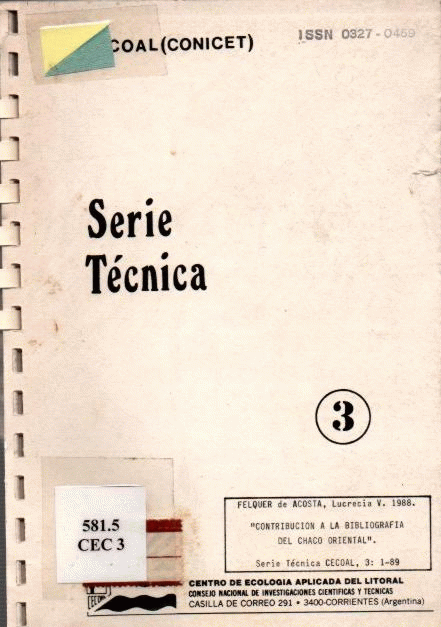 COAL (CONICET)
ISSN 0327-0469
Serie
Técnica
3
581.5
CEC 3
FELQUER de ACOSTA, Lucrecia V. 1988.
"CONTRIBUCION A LA BIBLIOGRAFIA
DEL CHACO ORIENTAL".
Serie Técnica CECOAL, 3: 1-89
CENTRO DE ECOLOGIA APLICADA DEL LITORAL
CONSEJO NACIONAL DE INVESTIGACIONES CIENTIFICAS Y TECNICAS
CASILLA DE CORREO 291 • 3400-CORRIENTES (Argentina)